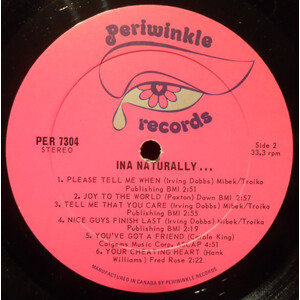 Periwinkle
records
PER 7304
STEREO
Side 2
33,3 rpm
INA NATURALLY...
1. PLEASE TELL ME WHEN (Irving Dobbs) Mibek/Traika
Publishing BMI 2:51
2. JOY TO THE WORLD (Paxton) Down BMI 2:57
3. TELL ME THAT YOU CARE (Irving Dobbs) Mibek/Traika
Publishing BMI 2:55
4. NICE GUYS FINISH LAST (Irving Dobbs) Mibek/Traika
Publishing BMI 2:19
5. YOU'VE GOT A FRIEND (Carole King)
Colgems Music Corp. ASCAP 4:51
6. YOUR CHEATING HEART (Hank
Williams) Fred Rose 2:22
MANUFACTURED IN CANADA BY PERIWINKLE RECORDS